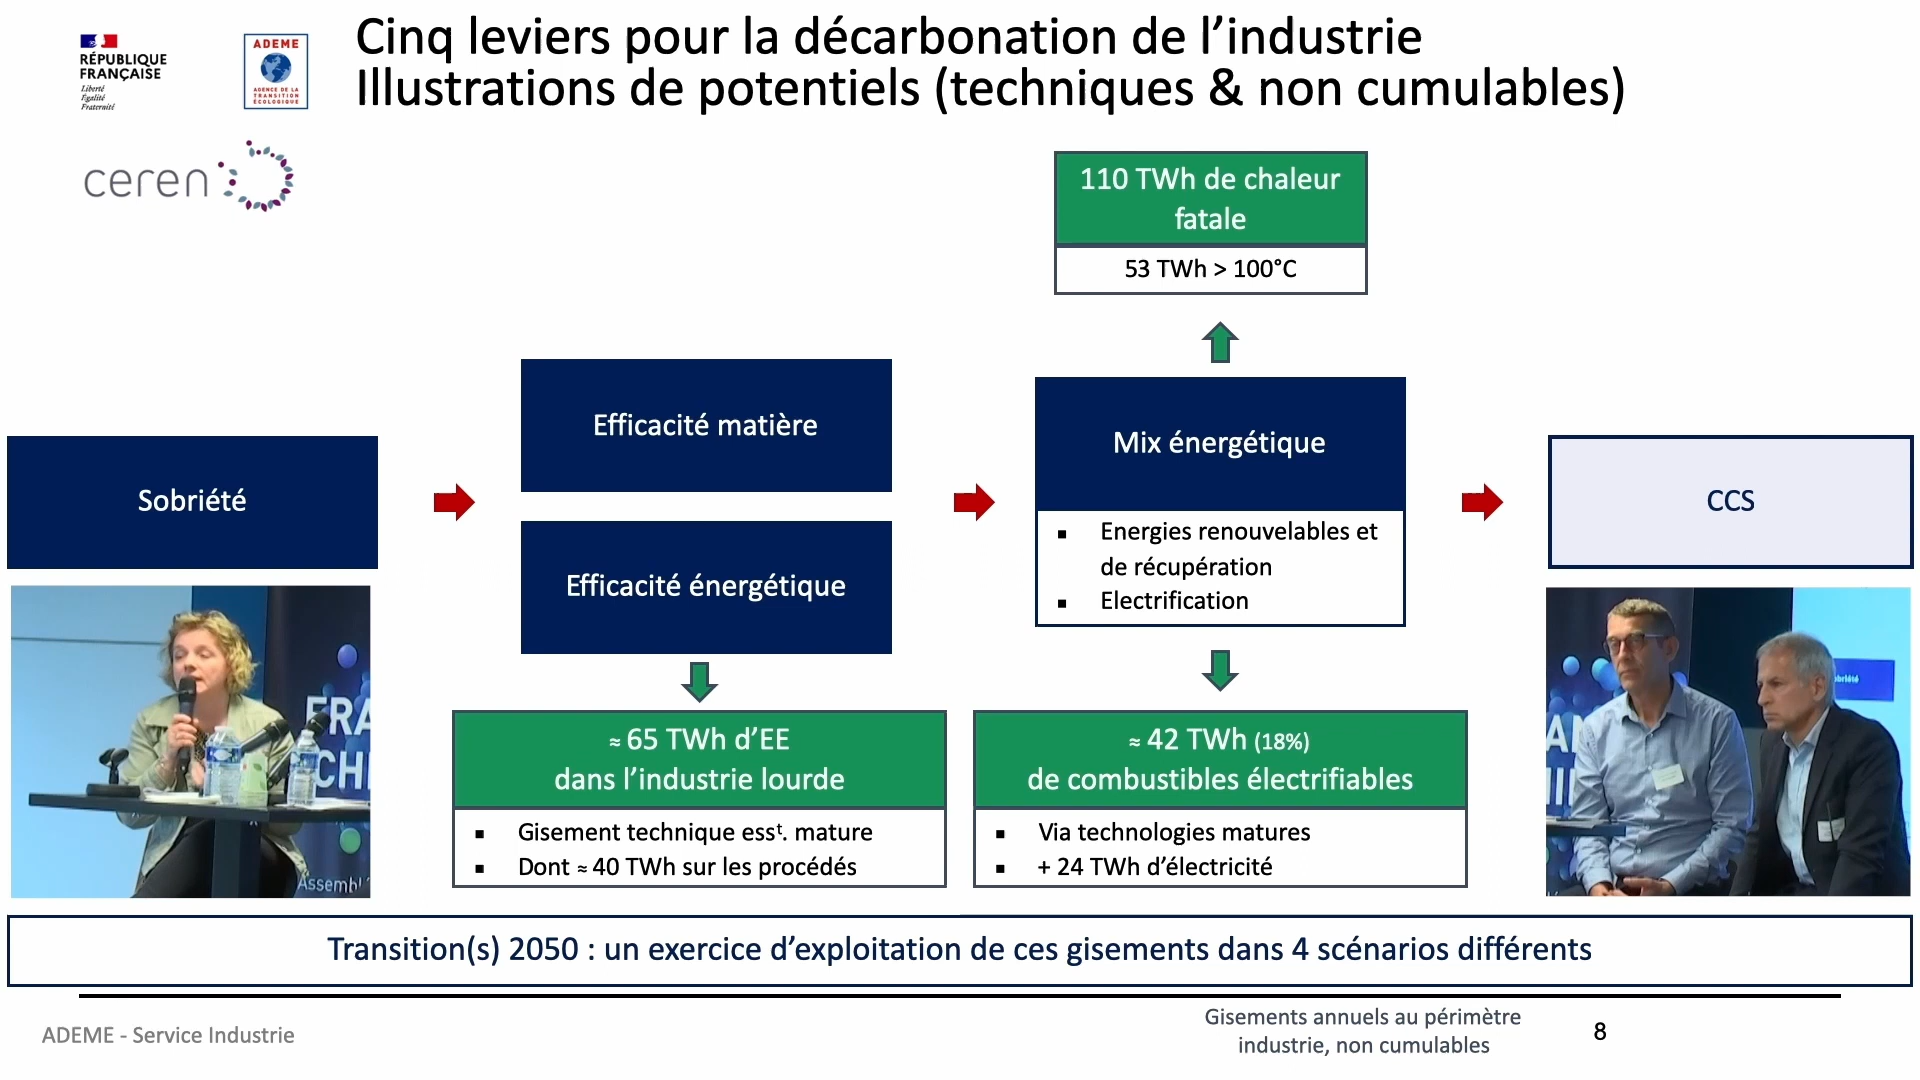 Cinq leviers pour la décarbonation de l’industrie
Illustrations de potentiels (techniques & non cumulables)
RÉPUBLIQUE
FRANÇAISE
Liberté
Égalité
Fraternité
ADEME
AGENCE DE LA
TRANSITION
ÉCOLOGIQUE
ceren
110 TWh de chaleur
fatale
53 TWh > 100°C
Sobriété
Efficacité matière
Efficacité énergétique
Mix énergétique
▪ Energies renouvelables et
de récupération
▪ Electrification
CCS
≈ 65 TWh d’EE
dans l’industrie lourde
▪ Gisement technique essᵗ. mature
▪ Dont ≈ 40 TWh sur les procédés
≈ 42 TWh (18%)
de combustibles électrifiables
▪ Via technologies matures
▪ + 24 TWh d’électricité
FRA
CHI
Assembl
AN
Transition(s) 2050 : un exercice d’exploitation de ces gisements dans 4 scénarios différents
ADEME - Service Industrie
Gisements annuels au périmètre
industrie, non cumulables
8